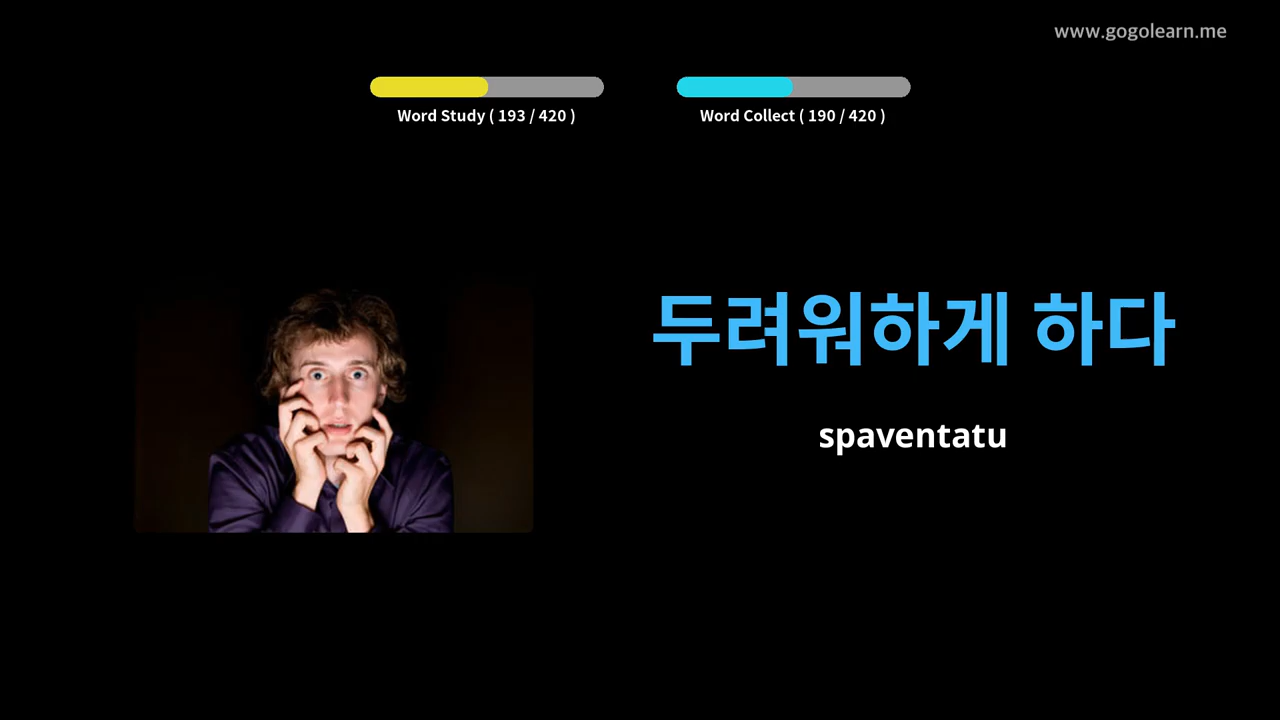 www.gogolearn.me
Word Study ( 193 / 420 )
Word Collect ( 190 / 420 )
두려워하게 하다
spaventatu